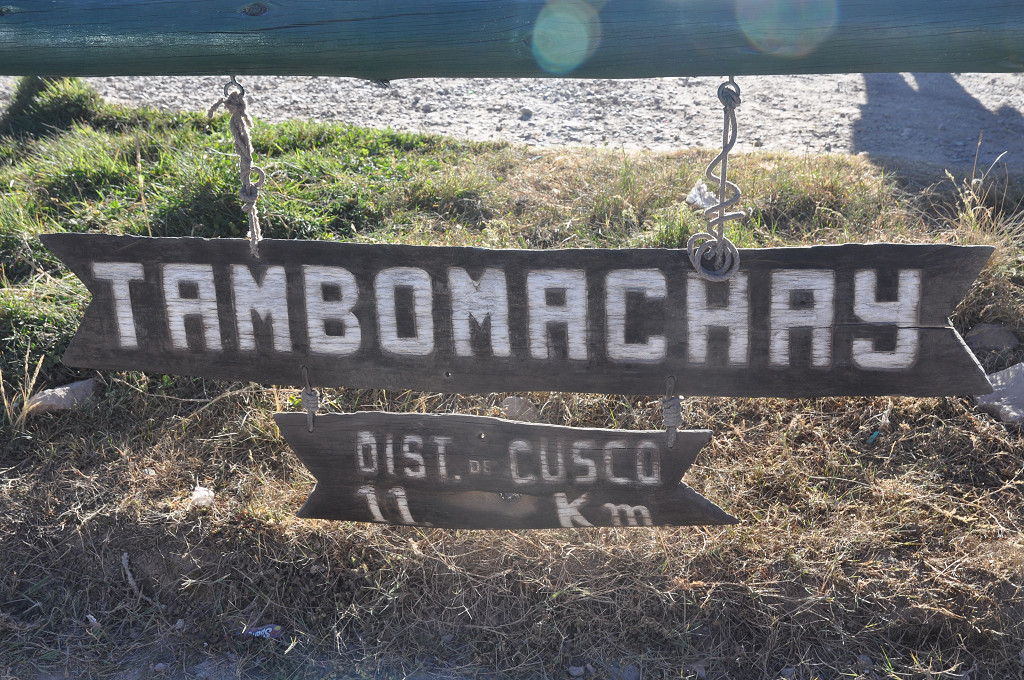 TAMBOMACHAY
DIST. DE CUSCO
11 Km